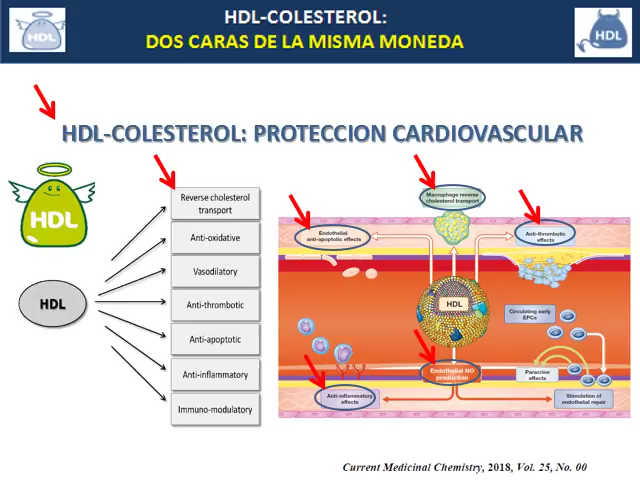 HDL-COLESTEROL:
DOS CARAS DE LA MISMA MONEDA
HDL
HDL
HDL-COLESTEROL: PROTECCION CARDIOVASCULAR
HDL
HDL
Reverse cholesterol
transport
Anti-oxidative
Vasodilatory
Anti-thrombotic
Anti-apoptotic
Anti-inflammatory
Immuno-modulatory
Macrophage reverse
cholesterol transport
Endothelial
anti-apoptotic effects
Anti-thrombotic
effects
HDL
Circulating early
EPCs
Endothelial NO
production
Paracrine
effects
Anti-inflammatory
effects
Stimulation of
endothelial repair
Current Medicinal Chemistry, 2018, Vol. 25, No. 00